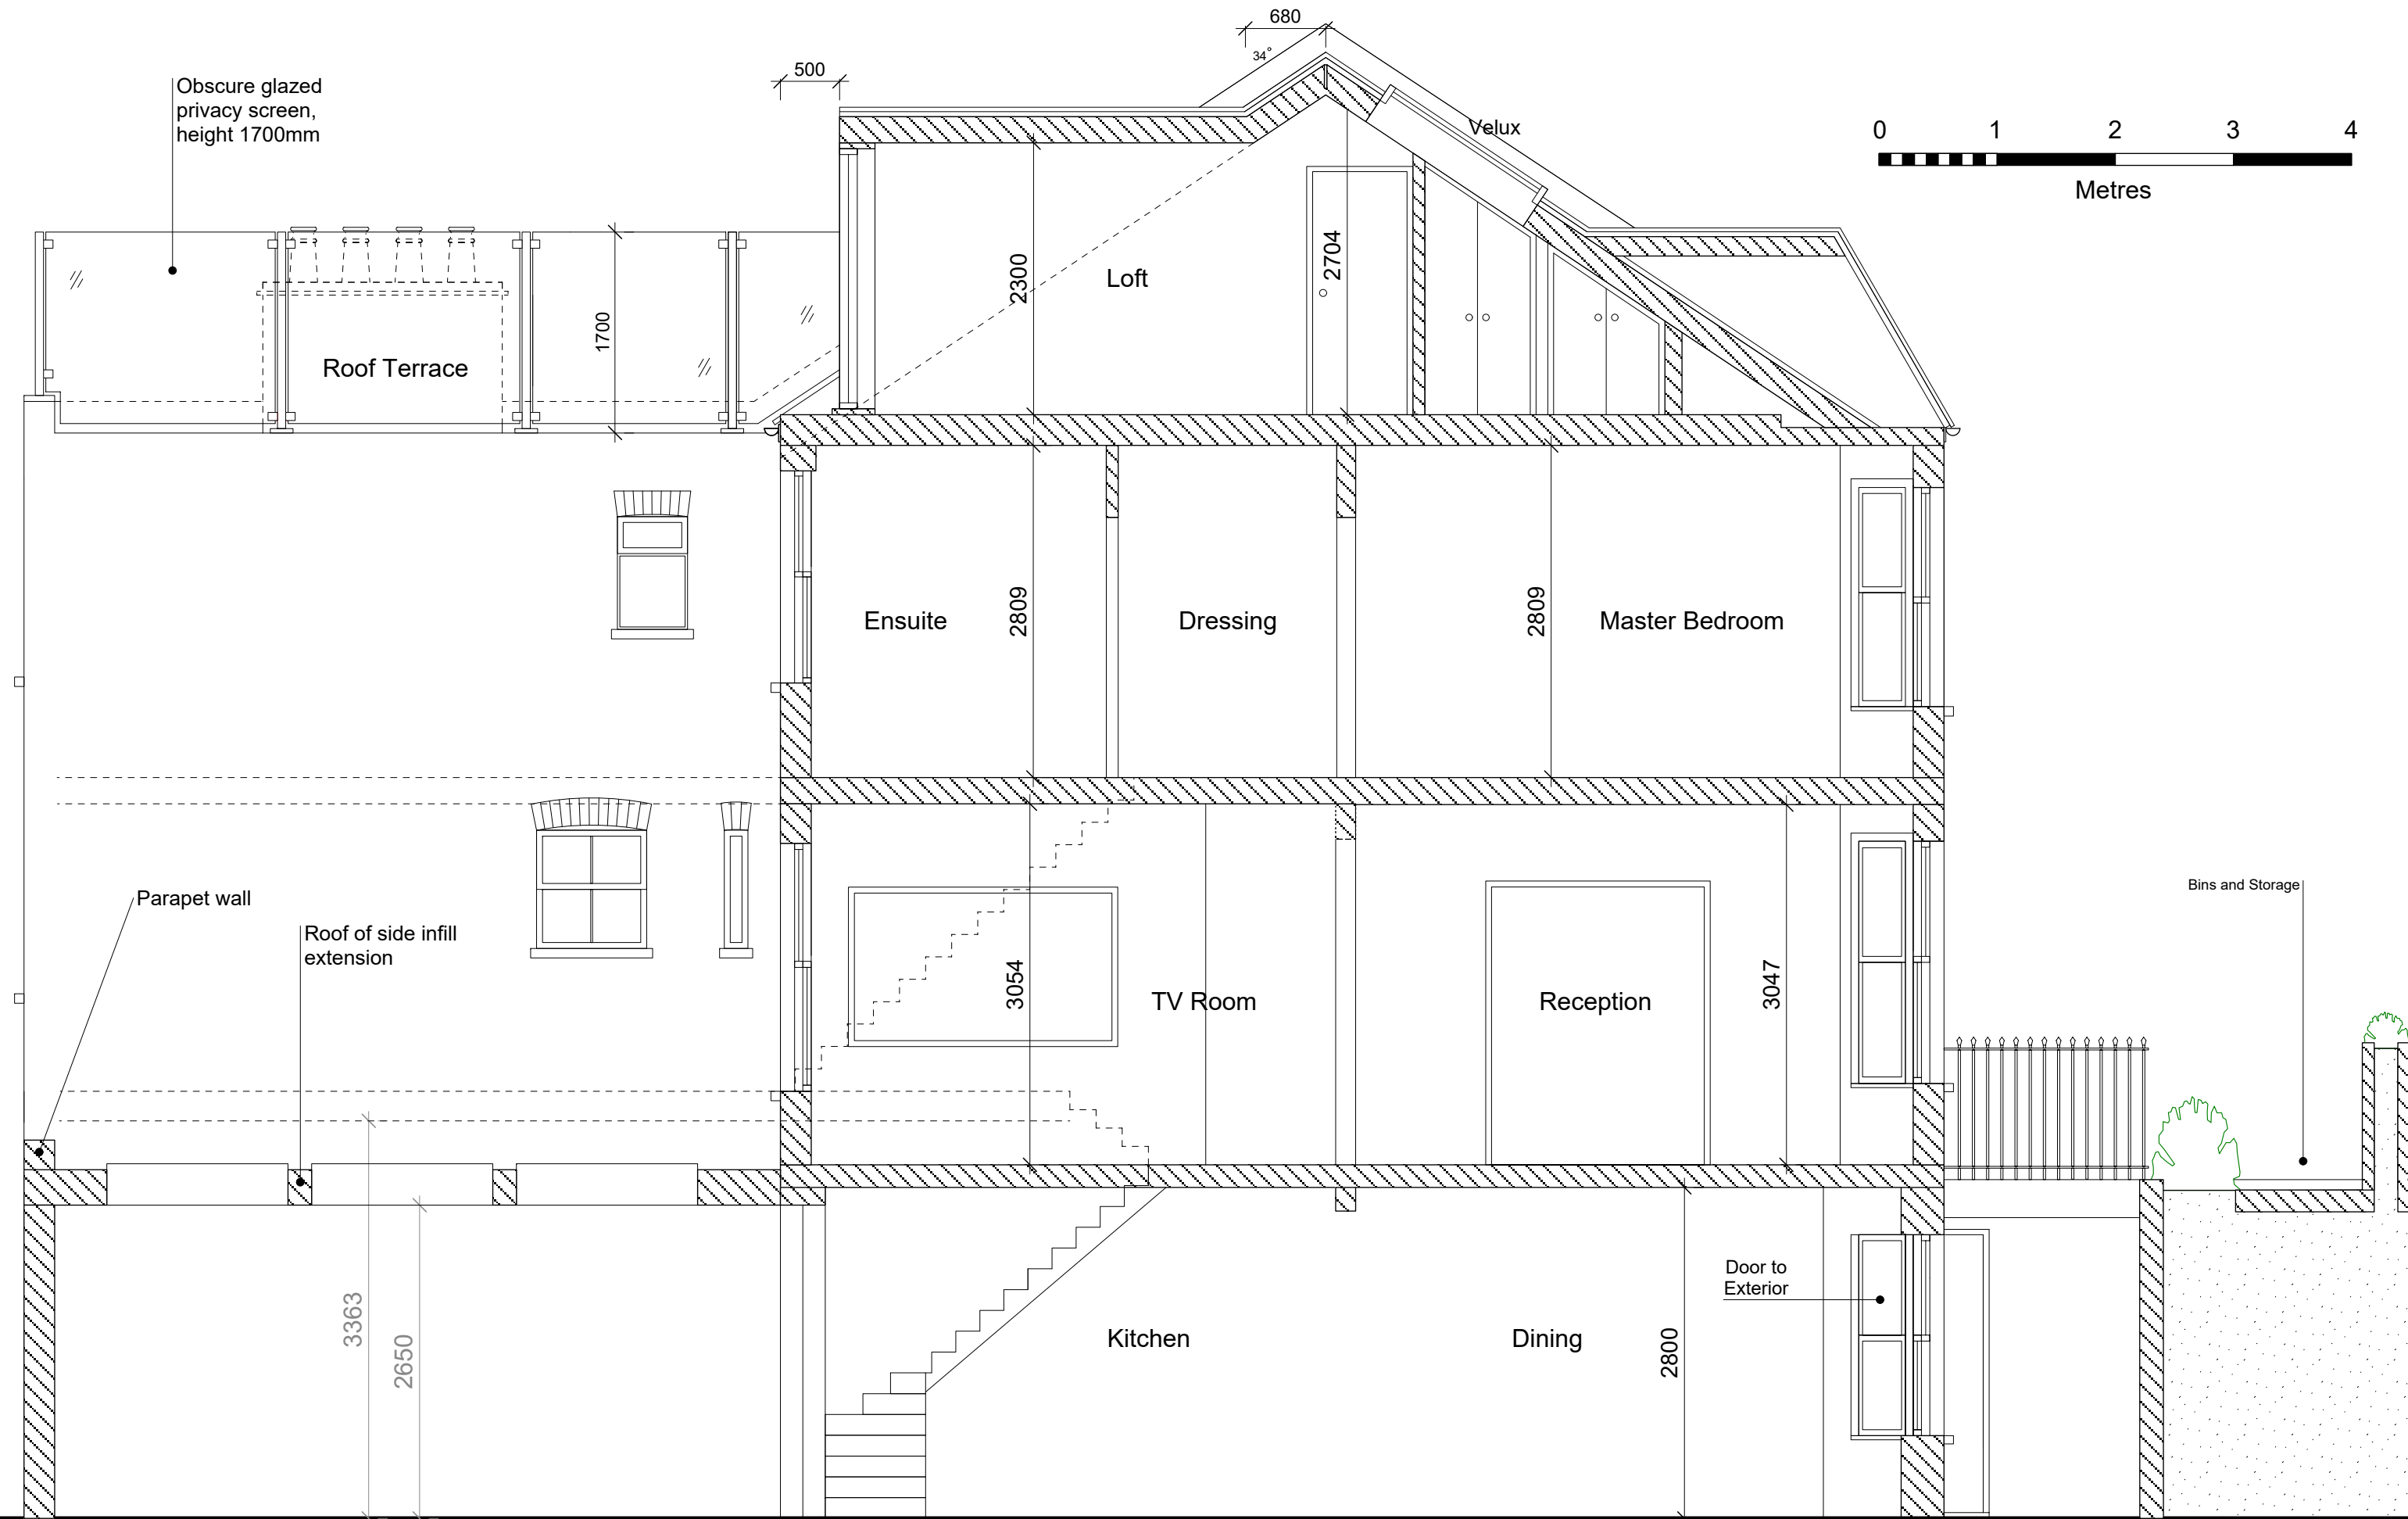 680
34°
500
Obscure glazed
privacy screen,
height 1700mm
Velux
0 1 2 3 4
Metres
2300
Loft
2704
1700
Roof Terrace
Ensuite
2809
Dressing
2809
Master Bedroom
Parapet wall
Roof of side infill
extension
Bins and Storage
3054
TV Room
Reception
3047
3363
2650
Kitchen
Dining
2800
Door to
Exterior